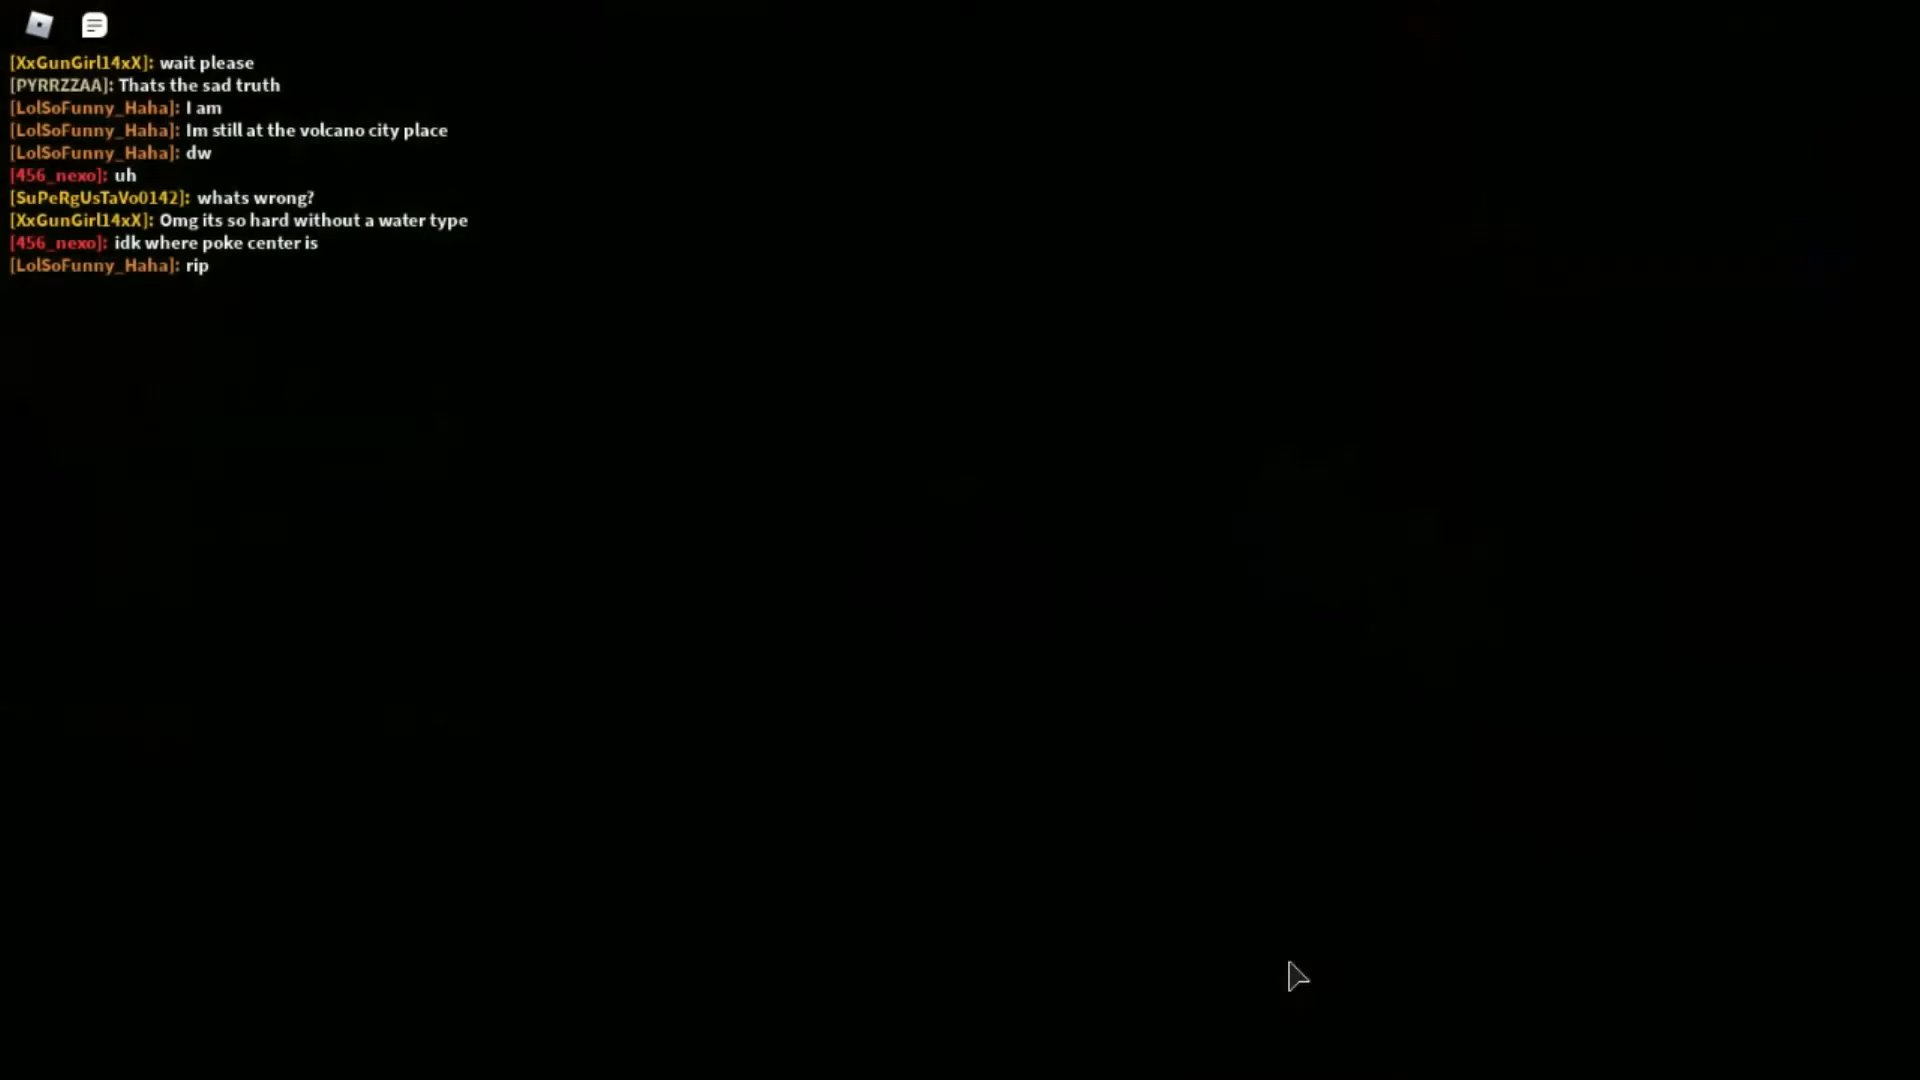 [XxGunGirl14xX]: wait please
[PYRRZZAA]: Thats the sad truth
[LolSoFunny_Haha]: I am
[LolSoFunny_Haha]: Im still at the volcano city place
[LolSoFunny_Haha]: dw
[456_nexo]: uh
[SuPeRgUsTaVo0142]: whats wrong?
[XxGunGirl14xX]: Omg its so hard without a water type
[456_nexo]: idk where poke center is
[LolSoFunny_Haha]: rip